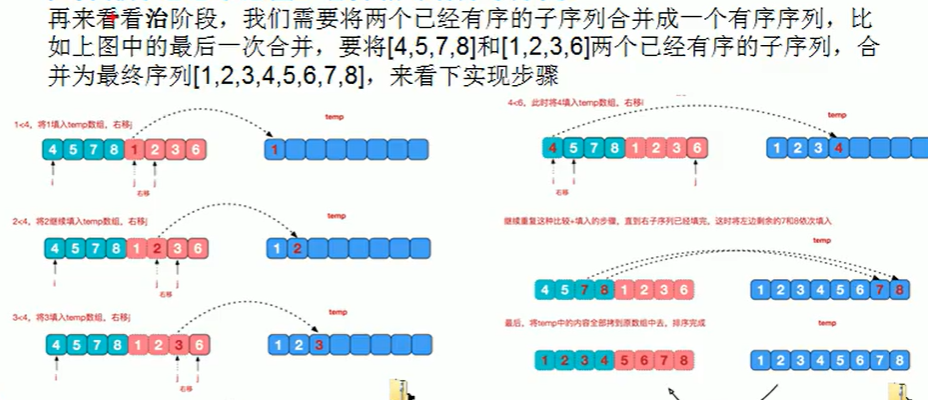 再来看看治阶段，我们需要将两个已经有序的子序列合并成一个有序序列，比
如上图中的最后一次合并，要将[4,5,7,8]和[1,2,3,6]两个已经有序的子序列，合
并为最终序列[1,2,3,4,5,6,7,8]，来看下实现步骤
1<4，将1填入temp数组，右移j
temp
4 5 7 8 1 2 3 6
1
i
j
右移
2<4，将2继续填入temp数组，右移j
temp
4 5 7 8 1 2 3 6
1 2
i
j
右移
3<4，将3填入temp数组，右移j
temp
4 5 7 8 1 2 3 6
1 2 3
i
j
右移
4<6，此时将4填入temp数组，右移i
temp
4 5 7 8 1 2 3 6
1 2 3 4
i
j
右移
继续重复这种比较+填入的步骤，直到右子序列已经填完，这时将左边剩余的7和8依次填入
temp
4 5 7 8 1 2 3 6
1 2 3 4 5 6 7 8
最后，将temp中的内容全部拷到原数组中去，排序完成
temp
1 2 3 4 5 6 7 8
1 2 3 4 5 6 7 8